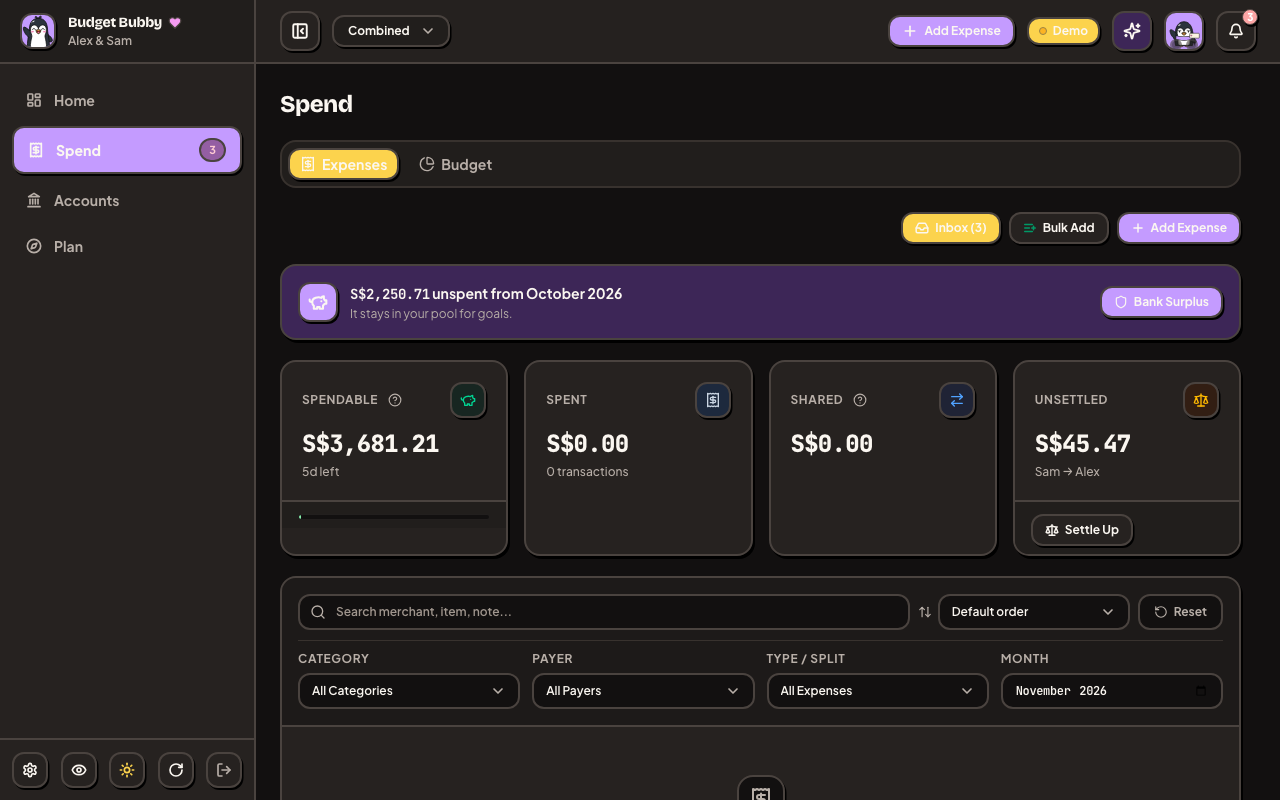 Budget Bubby
Alex & Sam
Combined
Add Expense
Demo
3
Home
Spend
3
Accounts
Plan
Spend
Expenses
Budget
Inbox (3)
Bulk Add
Add Expense
S$2,250.71 unspent from October 2026
It stays in your pool for goals.
Bank Surplus
SPENDABLE
S$3,681.21
5d left
SPENT
S$0.00
0 transactions
SHARED
S$0.00
UNSETTLED
S$45.47
Sam → Alex
Settle Up
Search merchant, item, note...
Default order
Reset
CATEGORY
All Categories
PAYER
All Payers
TYPE / SPLIT
All Expenses
MONTH
November 2026